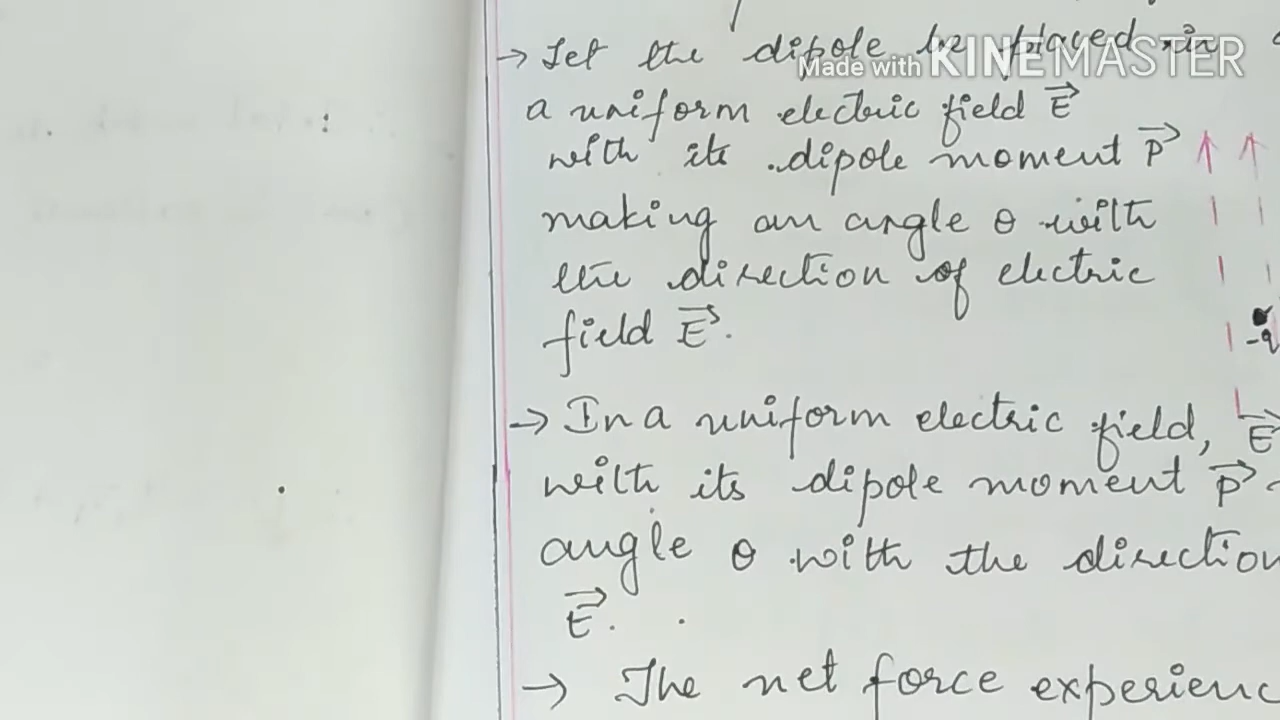 → Let the dipole be placed in
Made with KINEMASTER
a uniform electric field E⃗
with its dipole moment P⃗
making an angle θ with
the direction of electric
field E⃗.
-q
→ In a uniform electric field, E⃗
with its dipole moment P⃗
angle θ with the direction
E⃗.
→ The net force experienc